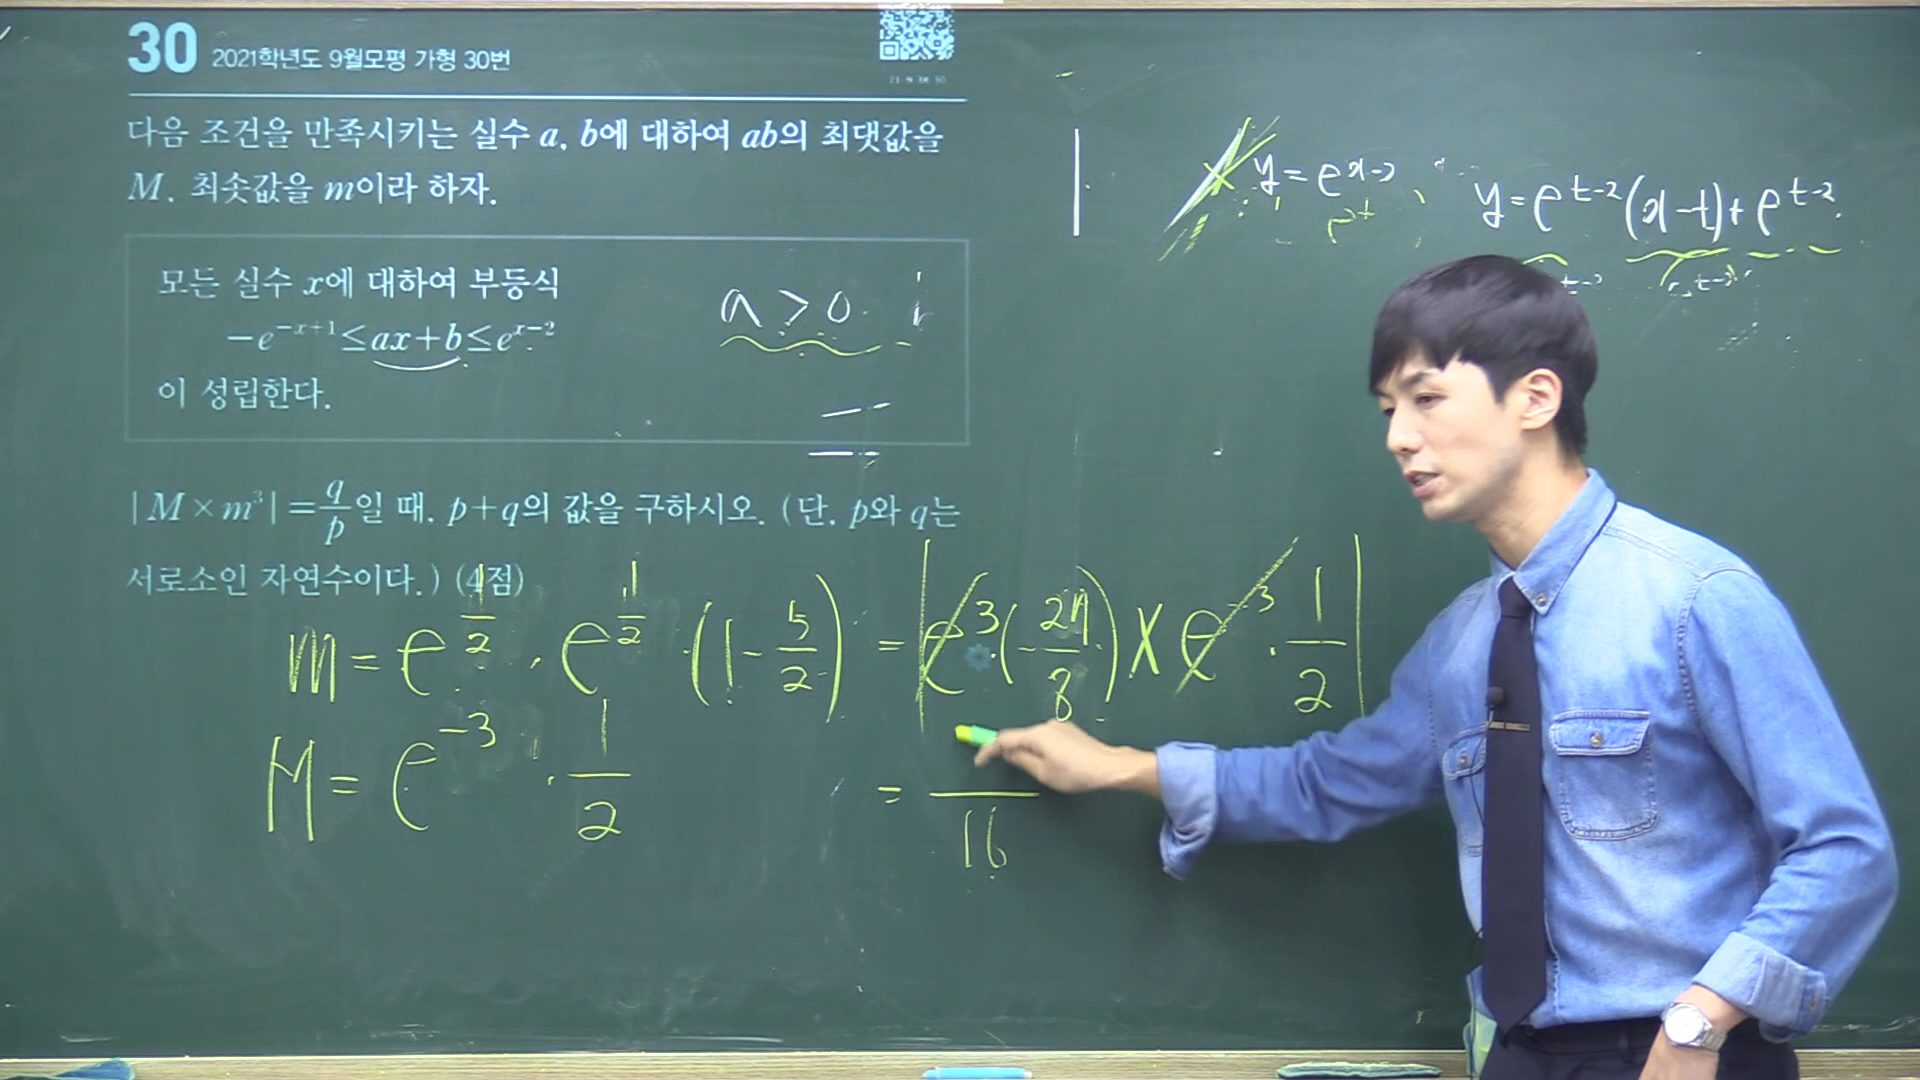 30 2021학년도 9월모평 가형 30번
다음 조건을 만족시키는 실수 a, b에 대하여 ab의 최댓값을
M, 최솟값을 m이라 하자.
모든 실수 x에 대하여 부등식
-e^{-x+1} ≤ ax+b ≤ e^{x-2}
이 성립한다.
a > 0
|M×m³| = q/p 일 때, p+q의 값을 구하시오. (단, p와 q는
서로소인 자연수이다.) (4점)
y = e^{x-2}
y = e^{t-2}(x-t) + e^{t-2}
m = e^{1/2} · e^{1/2} · (1 - 5/2) = |e^3 · (-27/8) × e^{-3} · 1/2|
M = e^{-3} · 1/2
= /16